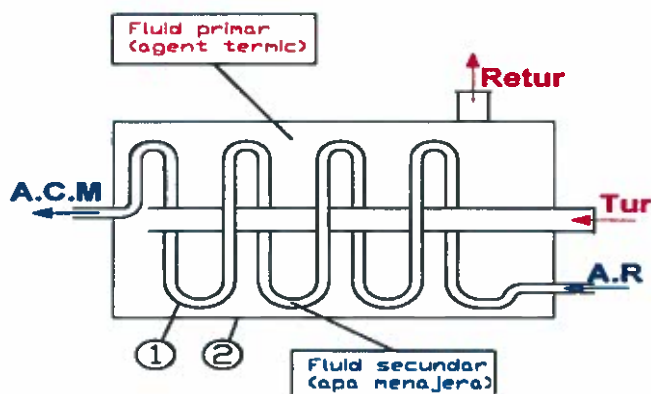 Fluid primar
(agent termic)
Retur
A.C.M
Tur
A.R
1
2
Fluid secundar
(apa menajera)